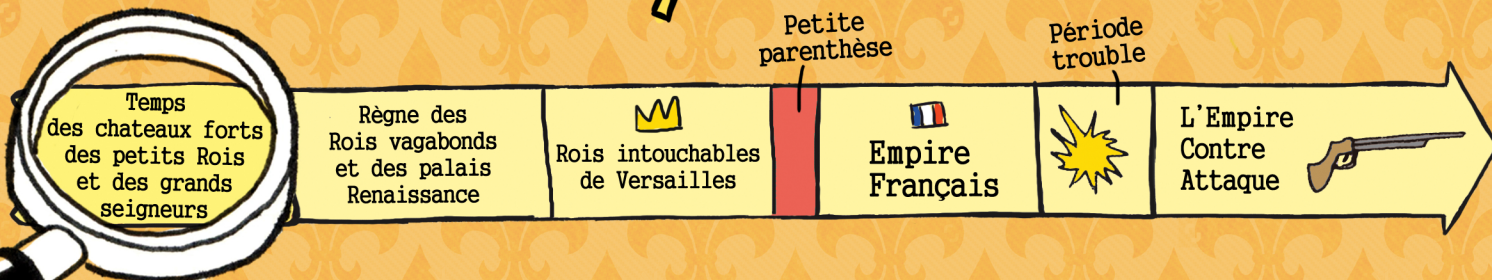 Temps
des chateaux forts
des petits Rois
et des grands
seigneurs
Règne des
Rois vagabonds
et des palais
Renaissance
Rois intouchables
de Versailles
Petite
parenthèse
Empire
Français
Période
trouble
L'Empire
Contre
Attaque